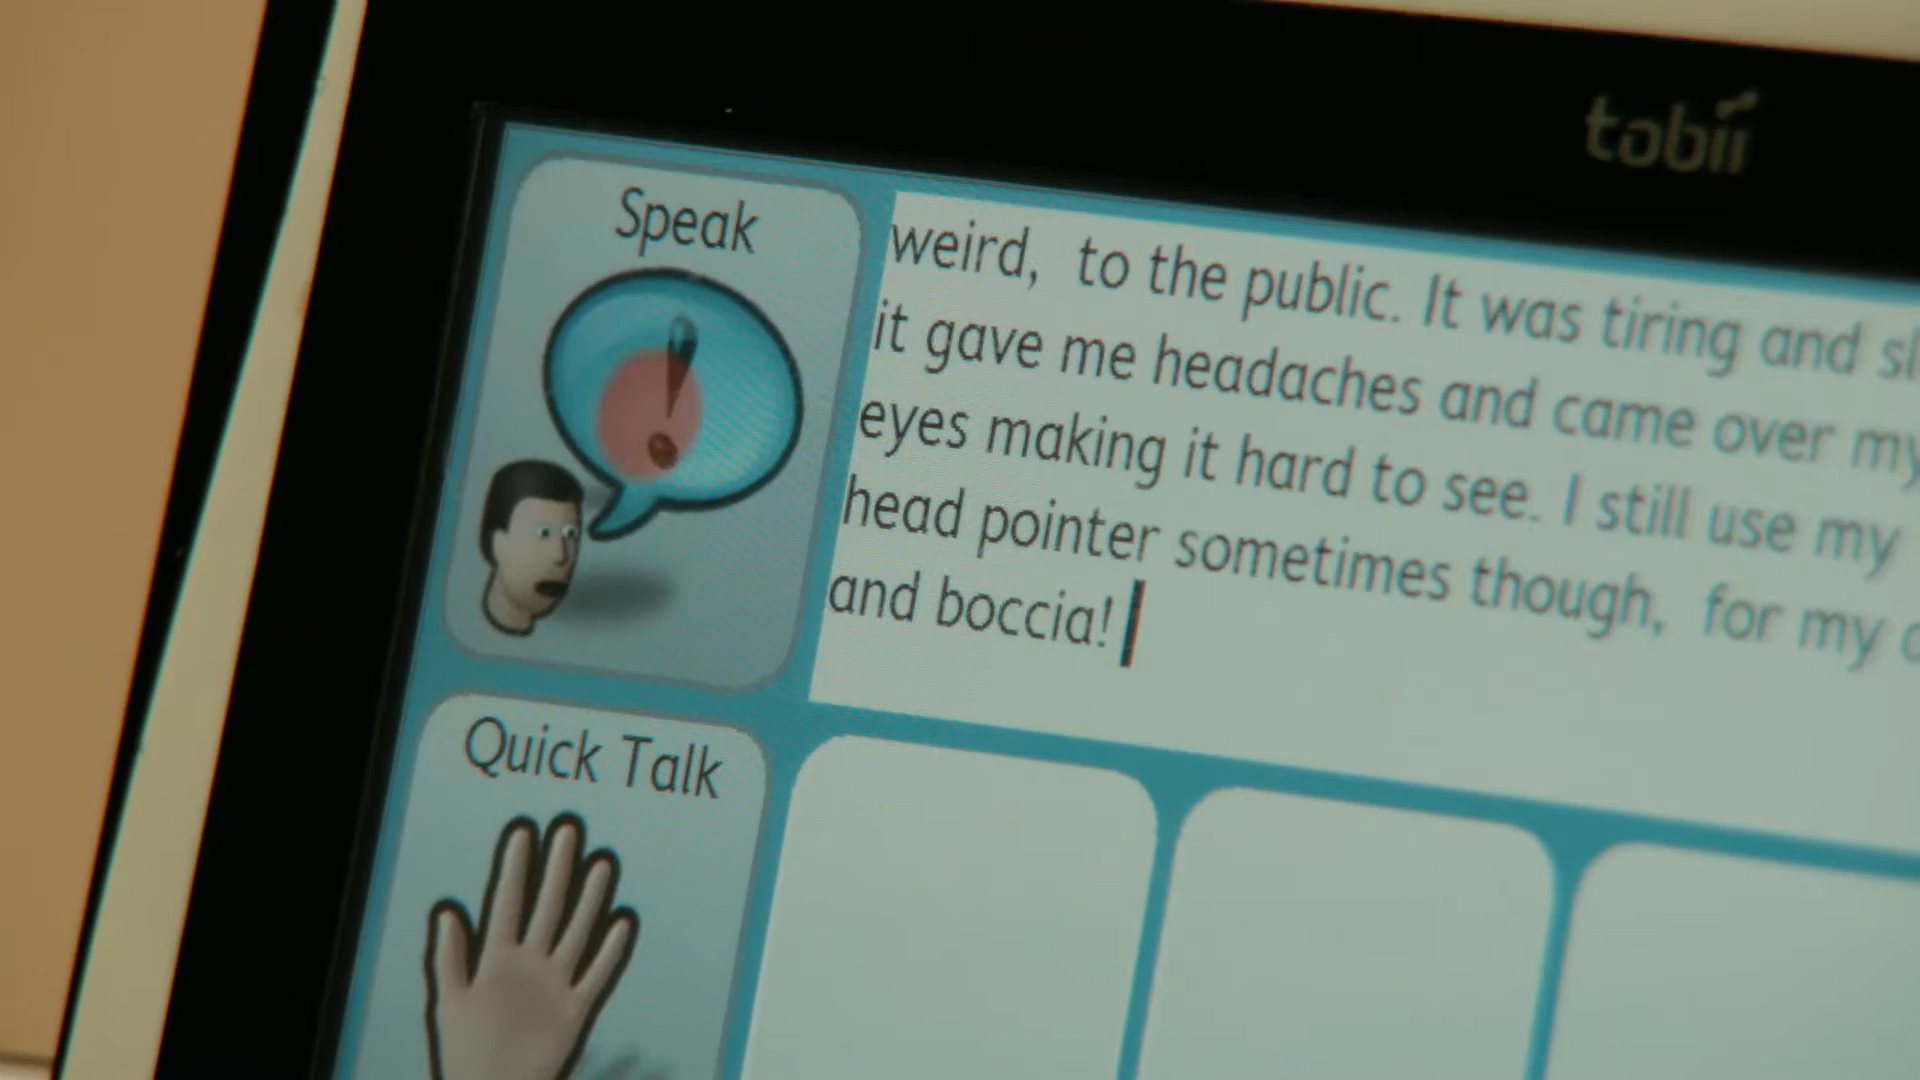 tobii
Speak
weird, to the public. It was tiring and
it gave me headaches and came over my
eyes making it hard to see. I still use my
head pointer sometimes though, for my
and boccia!
Quick Talk